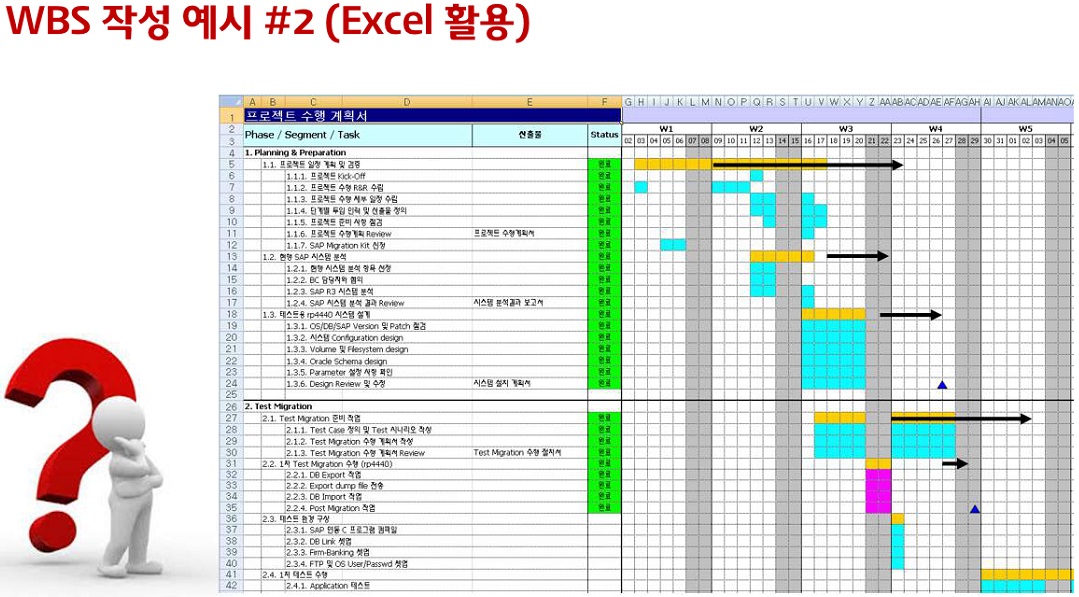 WBS 작성 예시 #2 (Excel 활용)
A B C D E F G H I J K L M N O P Q R S T U V W X Y Z AA AB AC AD AE AF AG AH AI AJ AK AL AM AN AO
1 프로젝트 수행 계획서
2 Phase / Segment / Task 산출물 Status W1 W2 W3 W4 W5
3 02 03 04 05 06 07 08 09 10 11 12 13 14 15 16 17 18 19 20 21 22 23 24 25 26 27 28 29 30 31 01 02 03 04 05
4 1. Planning & Preparation
5 1.1. 프로젝트 일정 계획 및 검증 완료
6 1.1.1. 프로젝트 Kick-Off 완료
7 1.1.2. 프로젝트 수행 R&R 수립 완료
8 1.1.3. 프로젝트 수행 세부 일정 수립 완료
9 1.1.4. 단계별 투입 인력 및 산출물 정의 완료
10 1.1.5. 프로젝트 준비 사항 점검 완료
11 1.1.6. 프로젝트 수행계획 Review 프로젝트 수행계획서 완료
12 1.1.7. SAP Migration Kit 신청 완료
13 1.2. 현행 SAP 시스템 분석 완료
14 1.2.1. 현행 시스템 분석 항목 선정 완료
15 1.2.2. BC 담당자와 협의 완료
16 1.2.3. SAP R3 시스템 분석 완료
17 1.2.4. SAP 시스템 분석 결과 Review 시스템 분석결과 보고서 완료
18 1.3. 테스트용 rp4440 시스템 설계 완료
19 1.3.1. OS/DB/SAP Version 및 Patch 점검 완료
20 1.3.2. 시스템 Configuration design 완료
21 1.3.3. Volume 및 Filesystem design 완료
22 1.3.4. Oracle Schema design 완료
23 1.3.5. Parameter 설정 사항 확인 완료
24 1.3.6. Design Review 및 수정 시스템 설치 계획서 완료
25
26 2. Test Migration
27 2.1. Test Migration 준비 작업 완료
28 2.1.1. Test Case 정의 및 Test 시나리오 작성 완료
29 2.1.2. Test Migration 수행 계획서 작성 완료
30 2.1.3. Test Migration 수행 계획서 Review Test Migration 수행 절차서 완료
31 2.2. 1차 Test Migration 수행 (rp4440) 완료
32 2.2.1. DB Export 작업 완료
33 2.2.2. Export dump file 전송 완료
34 2.2.3. DB Import 작업 완료
35 2.2.4. Post Migration 작업 완료
36 2.3. 테스트 환경 구성
37 2.3.1. SAP 연동 C 프로그램 컴파일
38 2.3.2. DB Link 셋업
39 2.3.3. Firm-Banking 셋업
40 2.3.4. FTP 및 OS User/Passwd 셋업
41 2.4. 1차 테스트 수행
42 2.4.1. Application 테스트